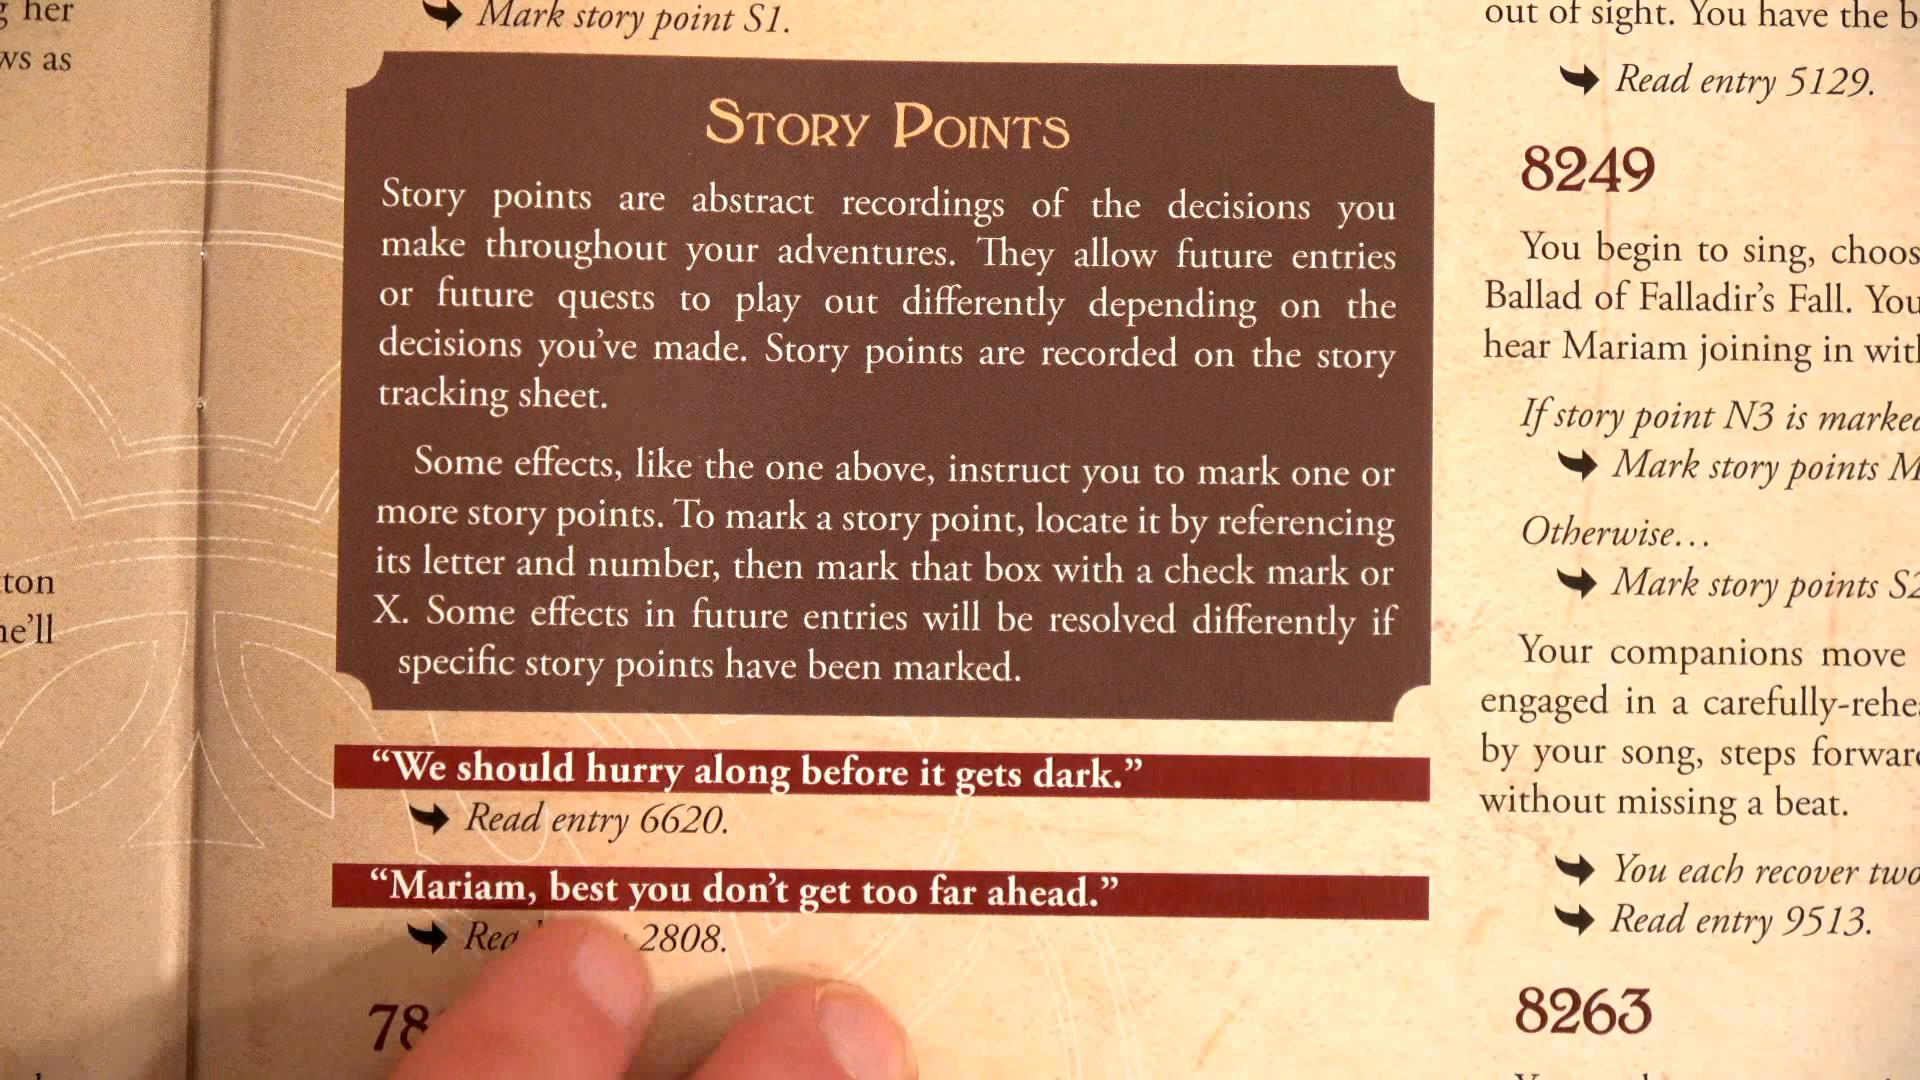 her
ws as
ton
he'll
Mark story point S1.
STORY POINTS
Story points are abstract recordings of the decisions you
make throughout your adventures. They allow future entries
or future quests to play out differently depending on the
decisions you've made. Story points are recorded on the story
tracking sheet.
Some effects, like the one above, instruct you to mark one or
more story points. To mark a story point, locate it by referencing
its letter and number, then mark that box with a check mark or
X. Some effects in future entries will be resolved differently if
specific story points have been marked.
“We should hurry along before it gets dark.”
Read entry 6620.
“Mariam, best you don't get too far ahead.”
2808.
out of sight. You have the
Read entry 5129.
8249
You begin to sing,
Ballad of Falladir's Fall. You
hear Mariam joining in
If story point N3 is
Mark story points
Otherwise...
Mark story points
Your companions move
engaged in a
by your song, steps
without missing a beat.
You each recover two
Read entry 9513.
8263